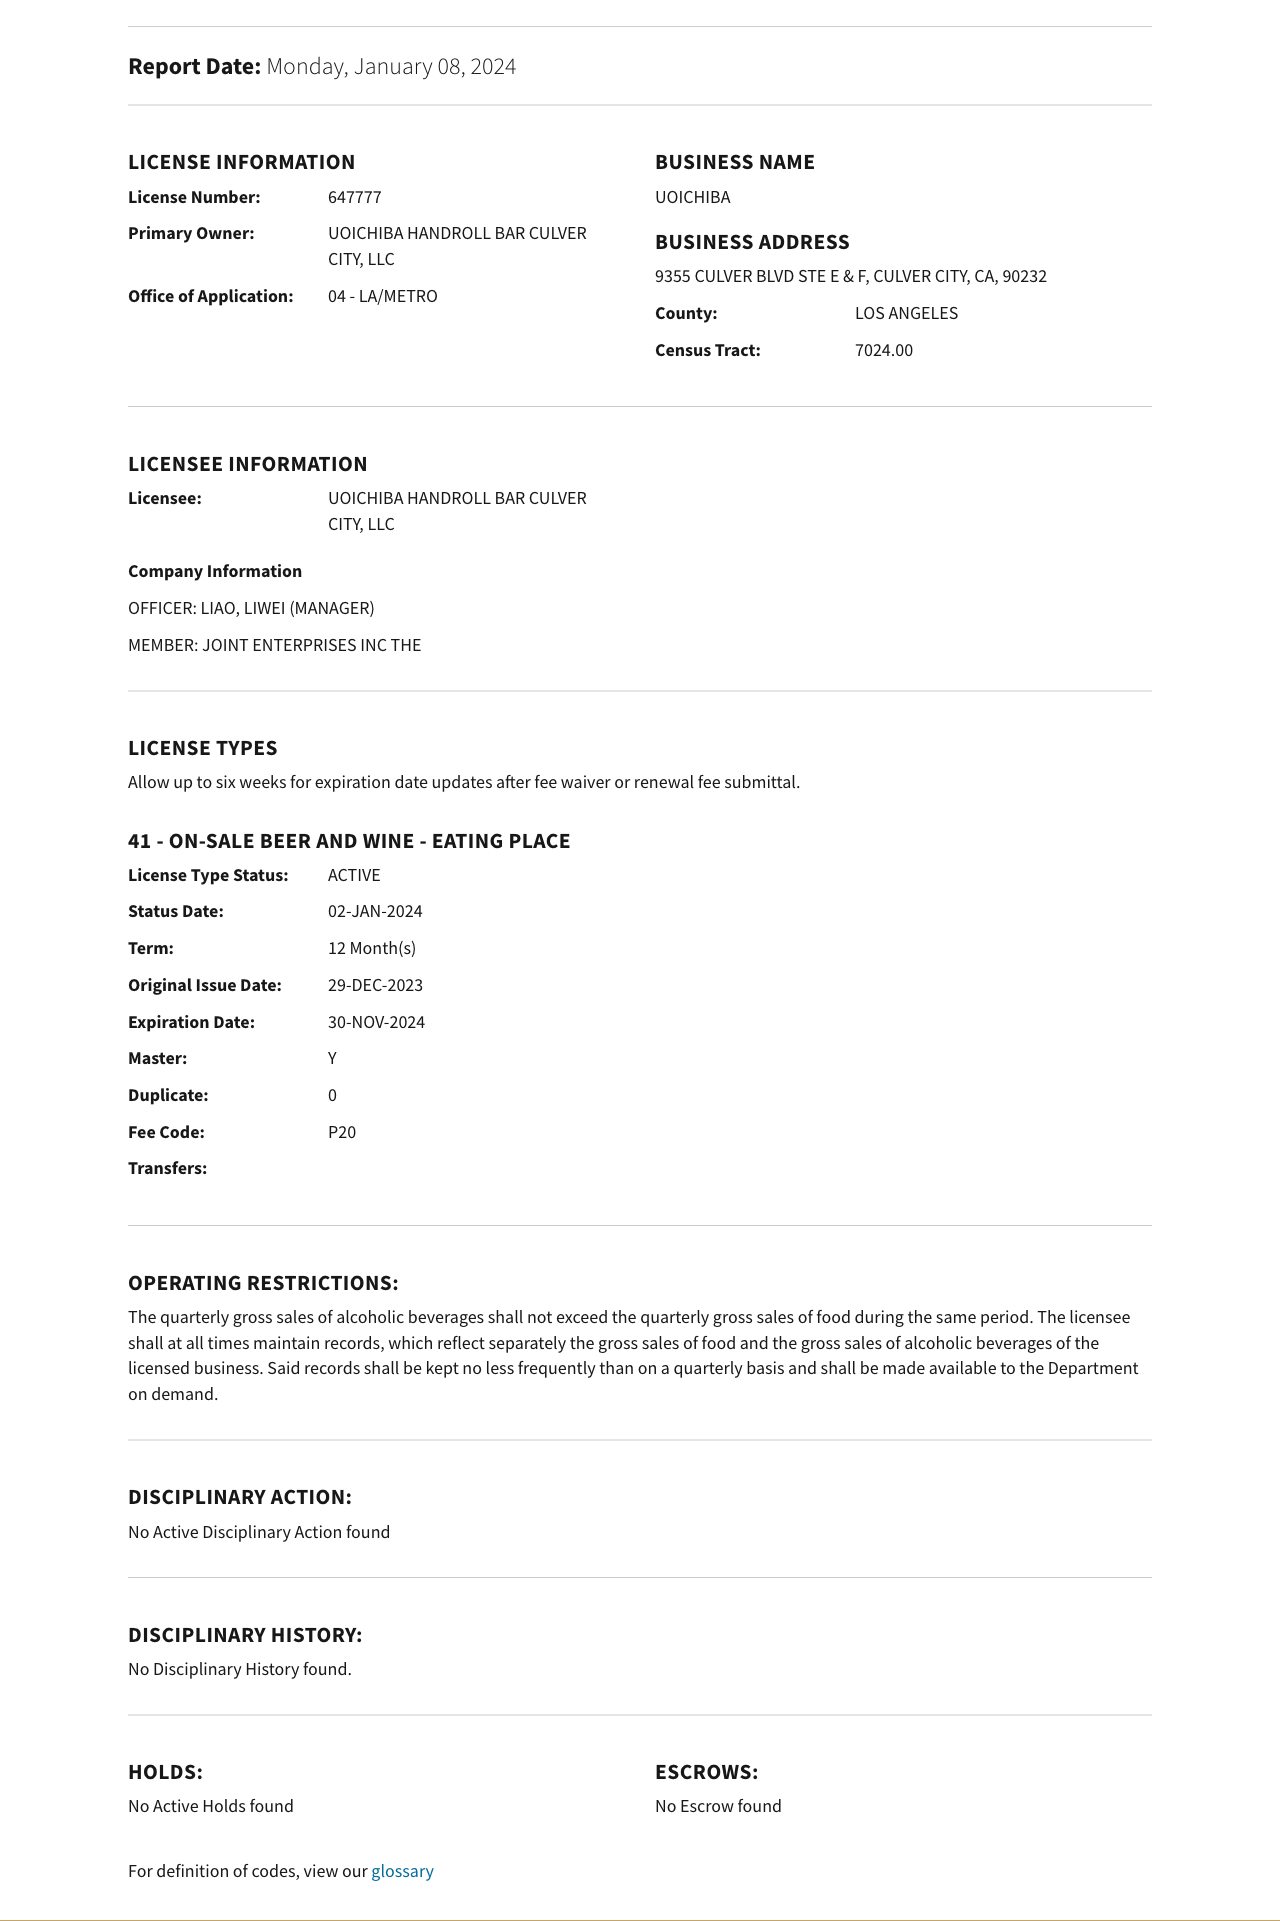 Report Date: Monday, January 08, 2024
LICENSE INFORMATION
License Number: 647777
Primary Owner: UOICHIBA HANDROLL BAR CULVER
CITY, LLC
Office of Application: 04 - LA/METRO
BUSINESS NAME
UOICHIBA
BUSINESS ADDRESS
9355 CULVER BLVD STE E & F, CULVER CITY, CA, 90232
County: LOS ANGELES
Census Tract: 7024.00
LICENSEE INFORMATION
Licensee: UOICHIBA HANDROLL BAR CULVER
CITY, LLC
Company Information
OFFICER: LIAO, LIWEI (MANAGER)
MEMBER: JOINT ENTERPRISES INC THE
LICENSE TYPES
Allow up to six weeks for expiration date updates after fee waiver or renewal fee submittal.
41 - ON-SALE BEER AND WINE - EATING PLACE
License Type Status: ACTIVE
Status Date: 02-JAN-2024
Term: 12 Month(s)
Original Issue Date: 29-DEC-2023
Expiration Date: 30-NOV-2024
Master: Y
Duplicate: 0
Fee Code: P20
Transfers:
OPERATING RESTRICTIONS:
The quarterly gross sales of alcoholic beverages shall not exceed the quarterly gross sales of food during the same period. The licensee
shall at all times maintain records, which reflect separately the gross sales of food and the gross sales of alcoholic beverages of the
licensed business. Said records shall be kept no less frequently than on a quarterly basis and shall be made available to the Department
on demand.
DISCIPLINARY ACTION:
No Active Disciplinary Action found
DISCIPLINARY HISTORY:
No Disciplinary History found.
HOLDS:
No Active Holds found
ESCROWS:
No Escrow found
For definition of codes, view our glossary